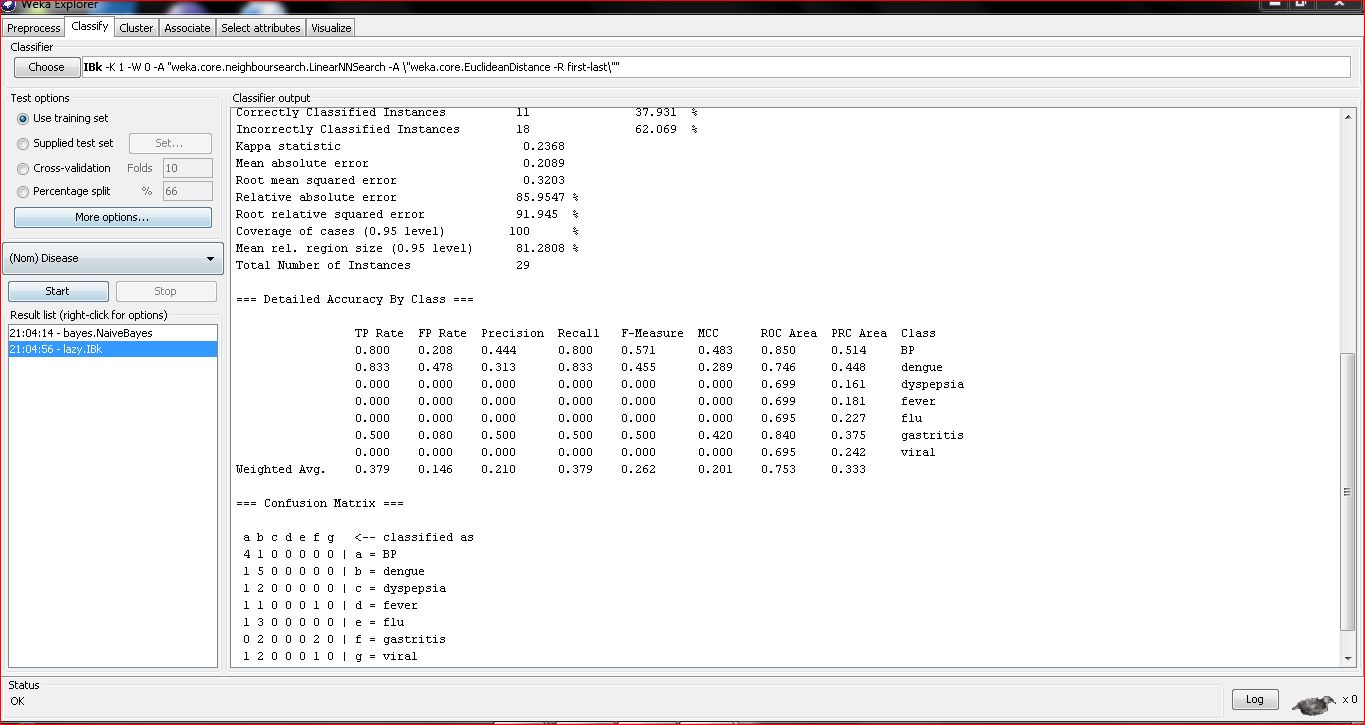 Weka Explorer
Preprocess Classify Cluster Associate Select attributes Visualize
Classifier
Choose IBk -K 1 -W 0 -A "weka.core.neighboursearch.LinearNNSearch -A \"weka.core.EuclideanDistance -R first-last\""
Test options
Use training set
Supplied test set Set...
Cross-validation Folds 10
Percentage split % 66
More options...
(Nom) Disease
Start Stop
Result list (right-click for options)
21:04:14 - bayes.NaiveBayes
21:04:56 - lazy.IBk
Classifier output
Correctly Classified Instances 11 37.931 %
Incorrectly Classified Instances 18 62.069 %
Kappa statistic 0.2368
Mean absolute error 0.2089
Root mean squared error 0.3203
Relative absolute error 85.9547 %
Root relative squared error 91.945 %
Coverage of cases (0.95 level) 100 %
Mean rel. region size (0.95 level) 81.2808 %
Total Number of Instances 29
=== Detailed Accuracy By Class ===
TP Rate FP Rate Precision Recall F-Measure MCC ROC Area PRC Area Class
0.800 0.208 0.444 0.800 0.571 0.483 0.850 0.514 BP
0.833 0.478 0.313 0.833 0.455 0.289 0.746 0.448 dengue
0.000 0.000 0.000 0.000 0.000 0.000 0.699 0.161 dyspepsia
0.000 0.000 0.000 0.000 0.000 0.000 0.699 0.181 fever
0.000 0.000 0.000 0.000 0.000 0.000 0.695 0.227 flu
0.500 0.080 0.500 0.500 0.500 0.420 0.840 0.375 gastritis
0.000 0.000 0.000 0.000 0.000 0.000 0.695 0.242 viral
Weighted Avg. 0.379 0.146 0.210 0.379 0.262 0.201 0.753 0.333
=== Confusion Matrix ===
a b c d e f g <-- classified as
4 1 0 0 0 0 0 | a = BP
1 5 0 0 0 0 0 | b = dengue
1 2 0 0 0 0 0 | c = dyspepsia
1 1 0 0 0 1 0 | d = fever
1 3 0 0 0 0 0 | e = flu
0 2 0 0 0 2 0 | f = gastritis
1 2 0 0 0 1 0 | g = viral
Status
OK
Log x 0